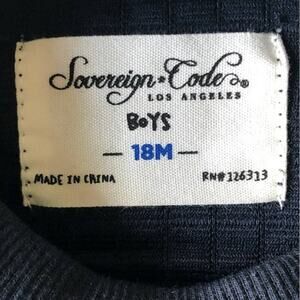 Sovereign * Code®
LOS ANGELES
BoYS
— 18M —
MADE IN CHINA RN#126313